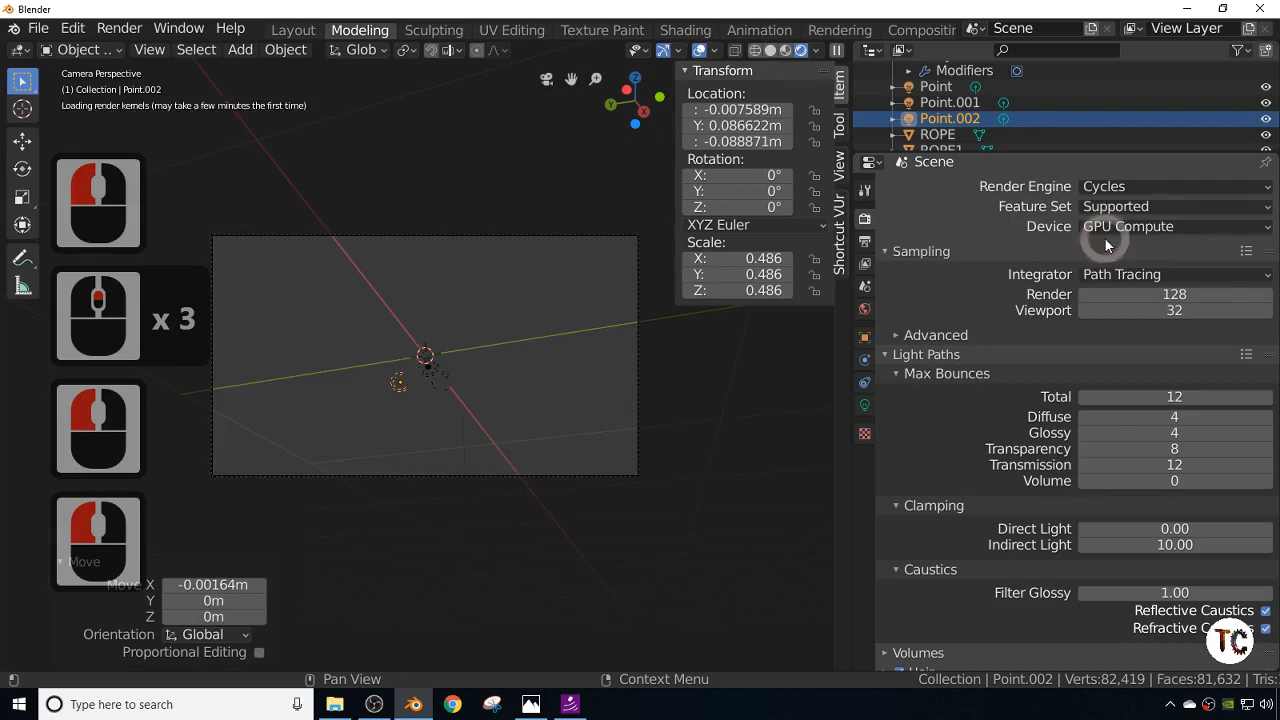 Blender
File Edit Render Window Help Layout Modeling Sculpting UV Editing Texture Paint Shading Animation Rendering Compositir Scene View Layer
Object .. View Select Add Object Glob
Camera Perspective
(1) Collection | Point.002
Loading render kernels (may take a few minutes the first time)
Z
Y
X
x 3
Move
Move X -0.00164m
Y 0m
Z 0m
Orientation Global
Proportional Editing
Transform
Location:
: -0.007589m
Y: 0.086622m
: -0.088871m
Rotation:
X: 0°
Y: 0°
Z: 0°
XYZ Euler
Scale:
X: 0.486
Y: 0.486
Z: 0.486
Item
Tool
View
Shortcut VUr
Modifiers
Point
Point.001
Point.002
ROPE
ROPE1
Scene
Render Engine Cycles
Feature Set Supported
Device GPU Compute
Sampling
Integrator Path Tracing
Render 128
Viewport 32
Advanced
Light Paths
Max Bounces
Total 12
Diffuse 4
Glossy 4
Transparency 8
Transmission 12
Volume 0
Clamping
Direct Light 0.00
Indirect Light 10.00
Caustics
Filter Glossy 1.00
Reflective Caustics
Refractive C
TC
Volumes
Pan View Context Menu Collection | Point.002 | Verts:82,419 | Faces:81,632 | Tris:
Type here to search